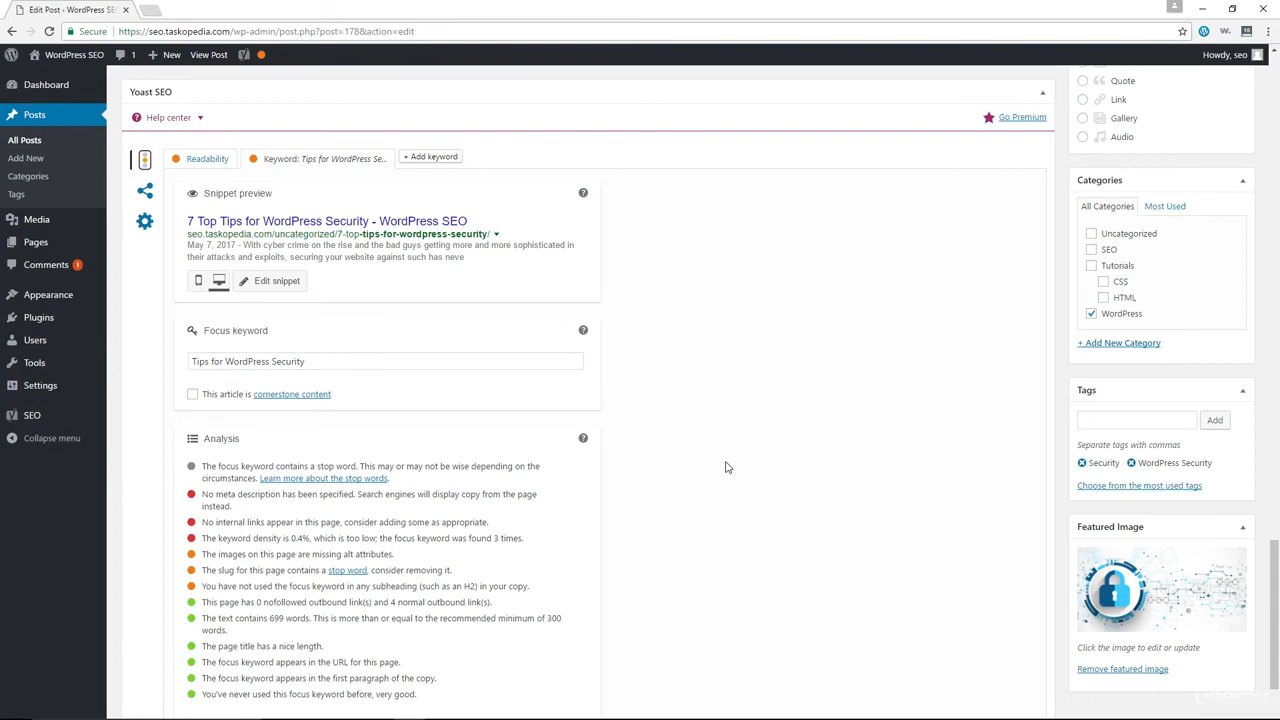 Edit Post ‹ WordPress SE
Secure
https://seo.taskopedia.com/wp-admin/post.php?post=178&action=edit
WordPress SEO
1
New
View Post
Howdy, seo
Dashboard
Posts
All Posts
Add New
Categories
Tags
Media
Pages
Comments 1
Appearance
Plugins
Users
Tools
Settings
SEO
Collapse menu
Yoast SEO
Help center
Go Premium
Readability
Keyword: Tips for WordPress Se...
+ Add keyword
Snippet preview
7 Top Tips for WordPress Security - WordPress SEO
seo.taskopedia.com/uncategorized/7-top-tips-for-wordpress-security/
May 7, 2017 - With cyber crime on the rise and the bad guys getting more and more sophisticated in
their attacks and exploits, securing your website against such has neve
Edit snippet
Focus keyword
Tips for WordPress Security
This article is cornerstone content
Analysis
The focus keyword contains a stop word. This may or may not be wise depending on the
circumstances. Learn more about the stop words.
No meta description has been specified. Search engines will display copy from the page
instead.
No internal links appear in this page, consider adding some as appropriate.
The keyword density is 0.4%, which is too low; the focus keyword was found 3 times.
The images on this page are missing alt attributes.
The slug for this page contains a stop word, consider removing it.
You have not used the focus keyword in any subheading (such as an H2) in your copy.
This page has 0 nofollowed outbound link(s) and 4 normal outbound link(s).
The text contains 699 words. This is more than or equal to the recommended minimum of 300
words.
The page title has a nice length.
The focus keyword appears in the URL for this page.
The focus keyword appears in the first paragraph of the copy.
You've never used this focus keyword before, very good.
Quote
Link
Gallery
Audio
Categories
All Categories
Most Used
Uncategorized
SEO
Tutorials
CSS
HTML
WordPress
+ Add New Category
Tags
Add
Separate tags with commas
Security
WordPress Security
Choose from the most used tags
Featured Image
Click the image to edit or update
Remove featured image